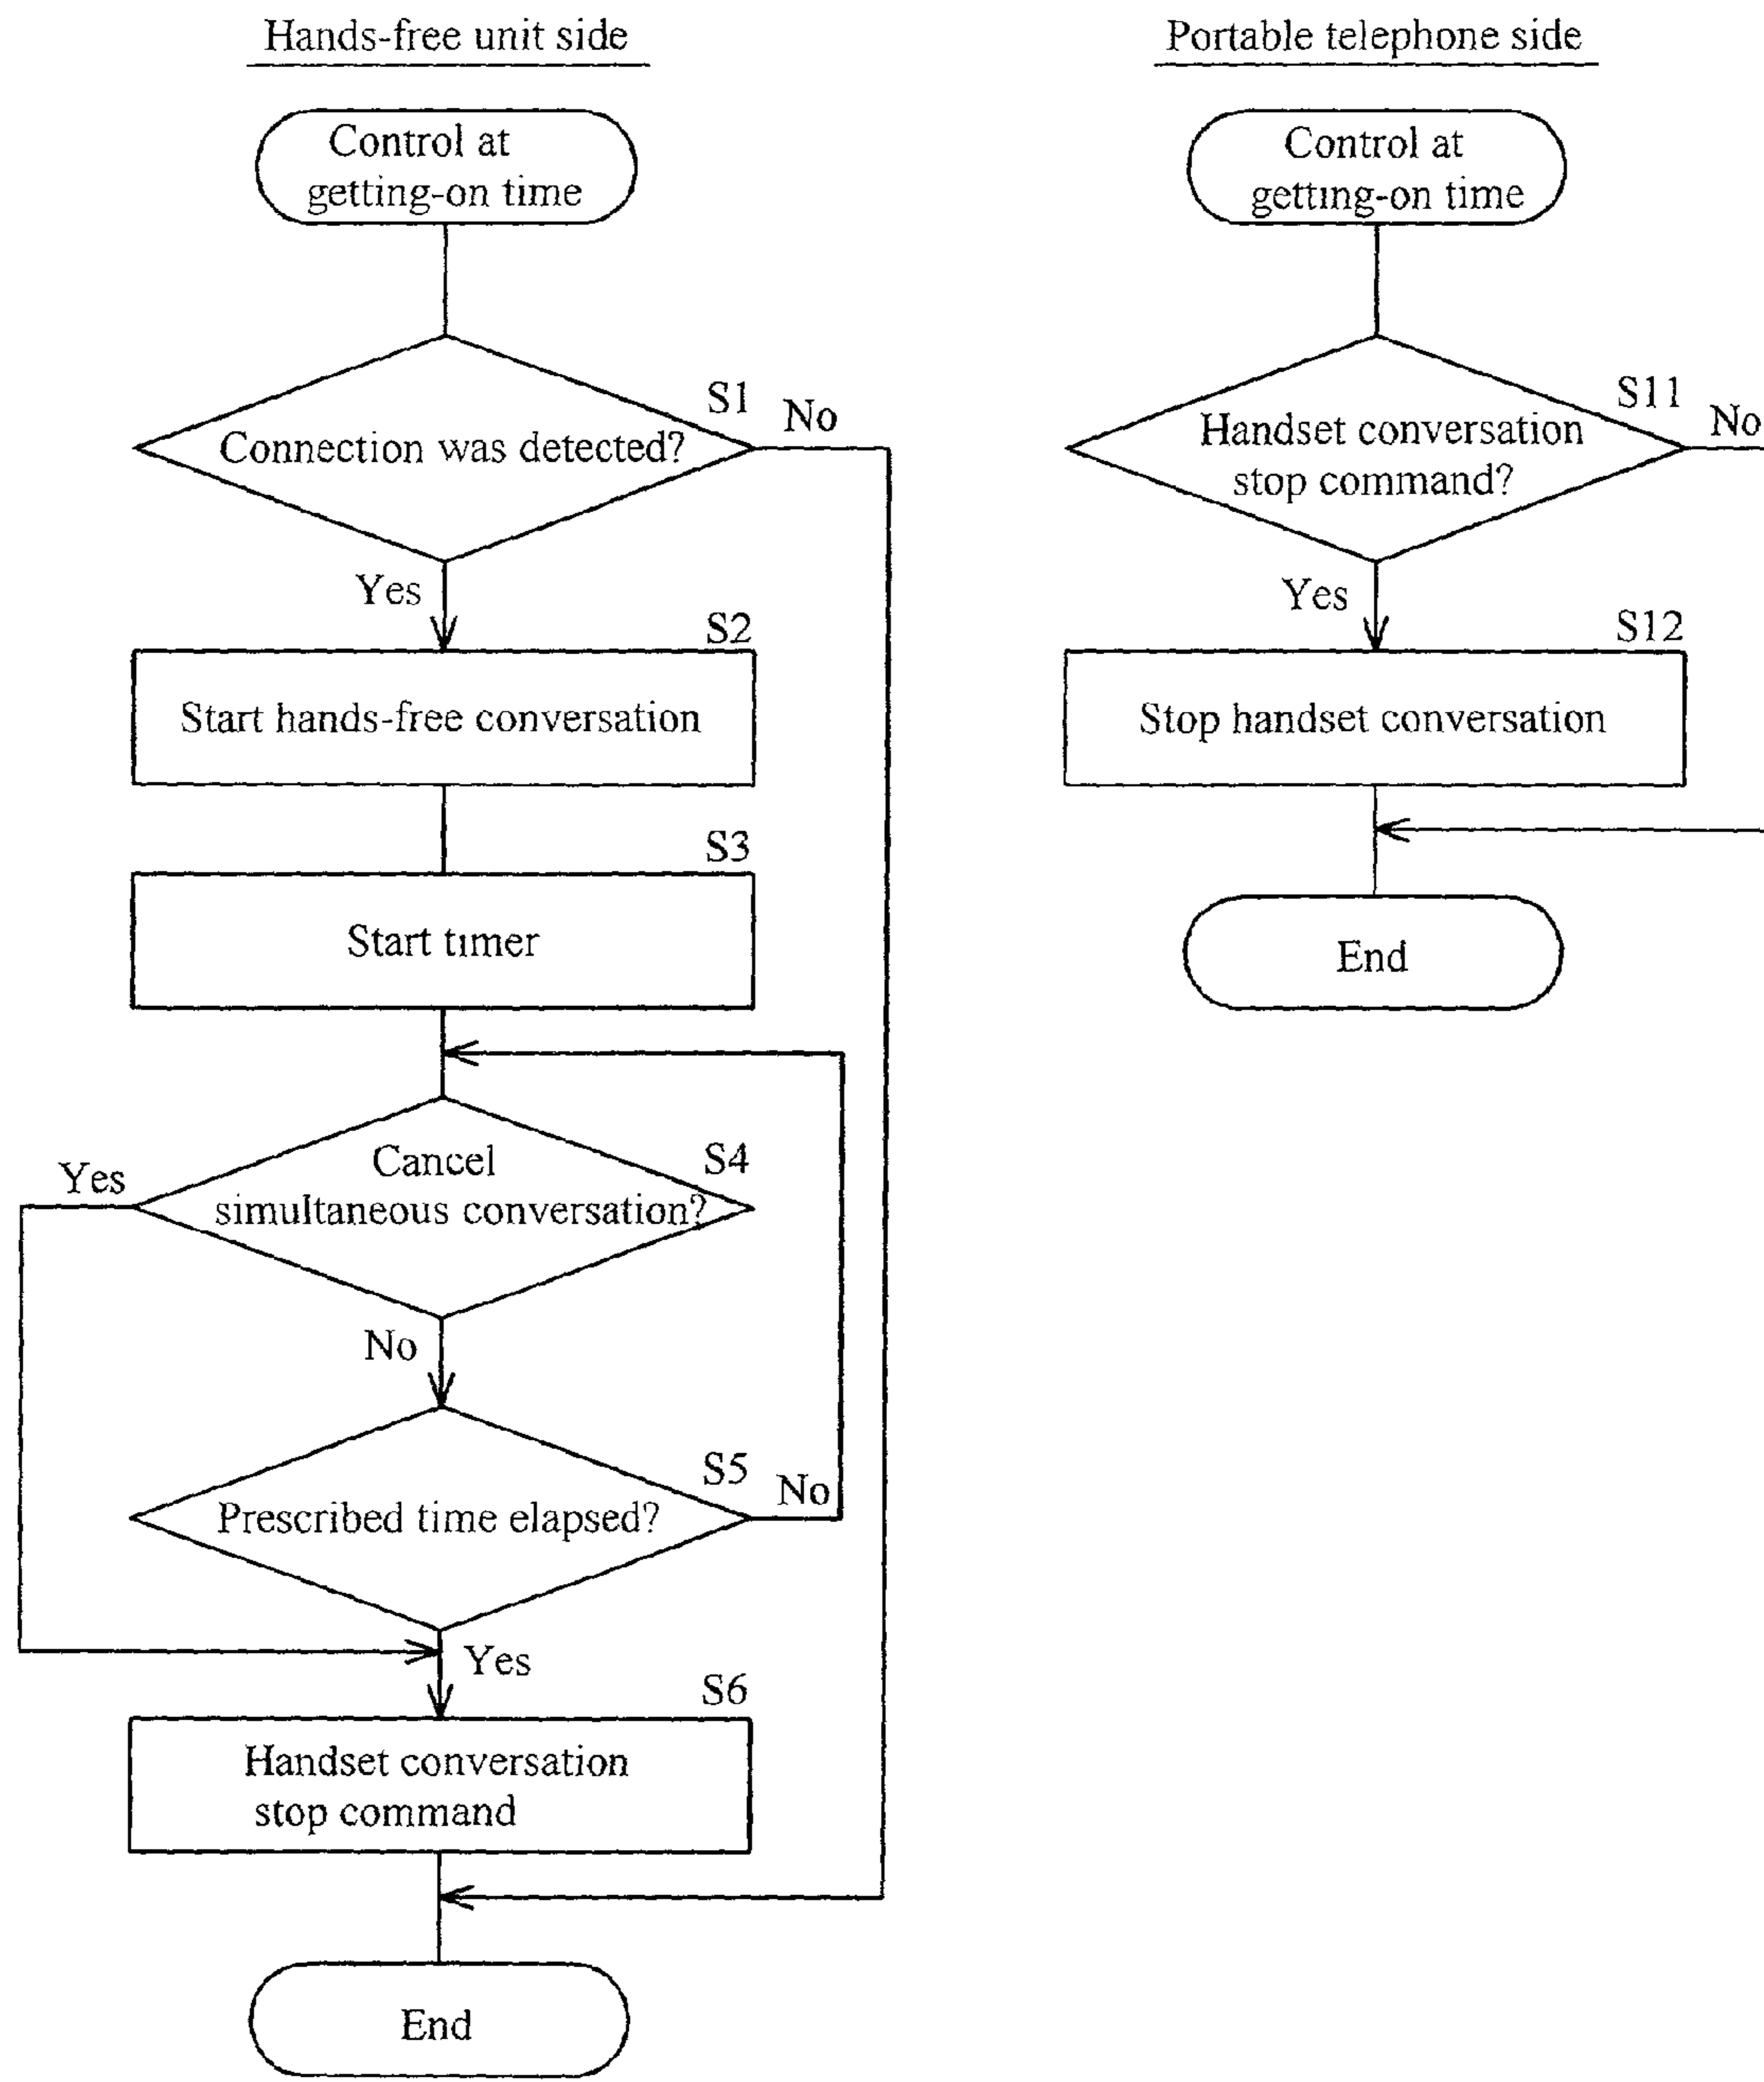 Hands-free unit side
Control at
getting-on time
S1
No
Connection was detected?
Yes
S2
Start hands-free conversation
S3
Start timer
Cancel
simultaneous conversation?
S4
Yes
No
S5
No
Prescribed time elapsed?
Yes
S6
Handset conversation
stop command
End
Portable telephone side
Control at
getting-on time
S11
No
Handset conversation
stop command?
Yes
S12
Stop handset conversation
End